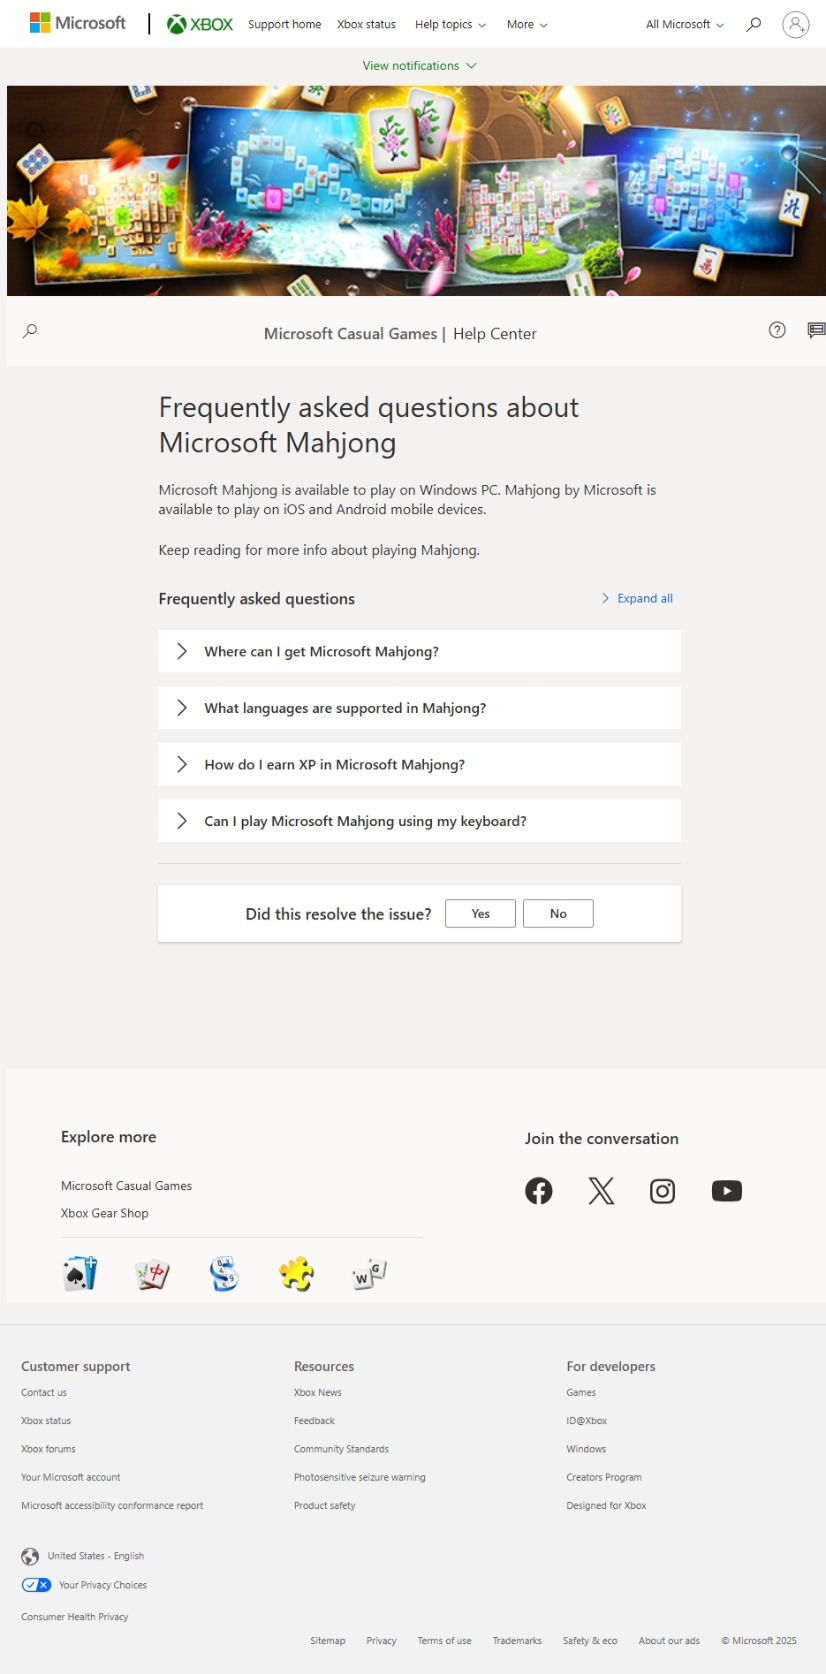 Microsoft
XBOX
Support home
Xbox status
Help topics
More
All Microsoft
View notifications
北
Microsoft Casual Games | Help Center
Frequently asked questions about
Microsoft Mahjong
Microsoft Mahjong is available to play on Windows PC. Mahjong by Microsoft is
available to play on iOS and Android mobile devices.
Keep reading for more info about playing Mahjong.
Frequently asked questions
Expand all
Where can I get Microsoft Mahjong?
What languages are supported in Mahjong?
How do I earn XP in Microsoft Mahjong?
Can I play Microsoft Mahjong using my keyboard?
Did this resolve the issue?
Yes
No
Explore more
Join the conversation
Microsoft Casual Games
Xbox Gear Shop
中
W G
Customer support
Contact us
Xbox status
Xbox forums
Your Microsoft account
Microsoft accessibility conformance report
Resources
Xbox News
Feedback
Community Standards
Photosensitive seizure warning
Product safety
For developers
Games
ID@Xbox
Windows
Creators Program
Designed for Xbox
United States - English
Your Privacy Choices
Consumer Health Privacy
Sitemap
Privacy
Terms of use
Trademarks
Safety & eco
About our ads
© Microsoft 2025